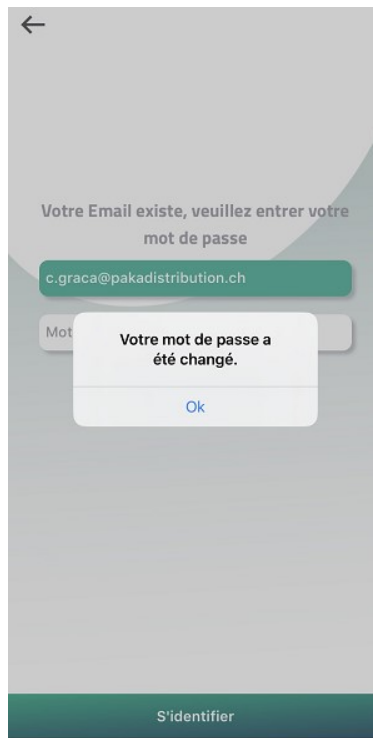 Votre Email existe, veuillez entrer votre
mot de passe
c.graca@pakadistribution.ch
Mot
Votre mot de passe a
été changé.
Ok
S'identifier